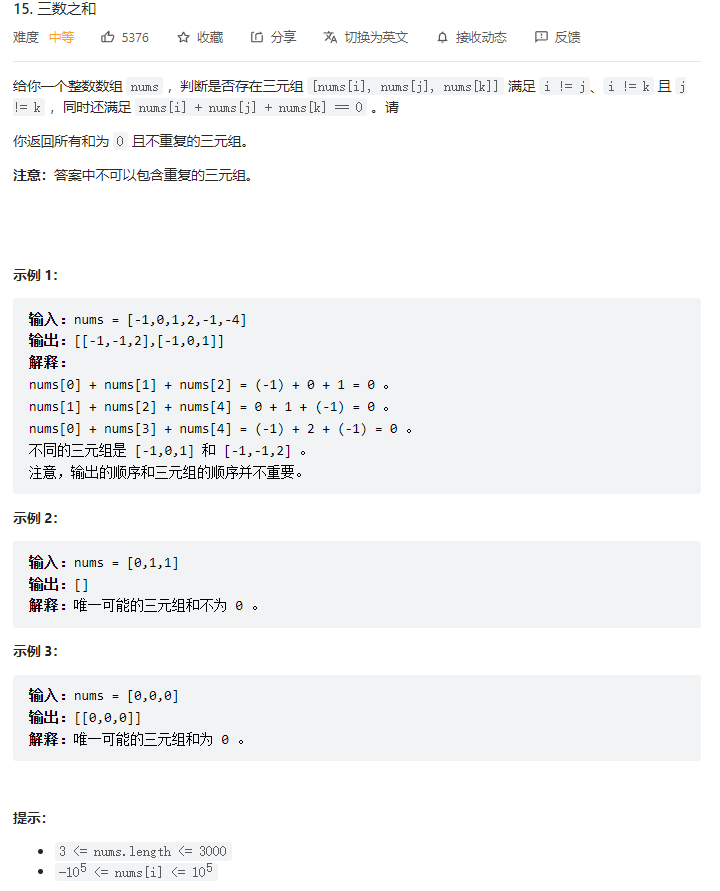 15. 三数之和
难度 中等 5376 收藏 分享 切换为英文 接收动态 反馈
给你一个整数数组 nums ，判断是否存在三元组 [nums[i], nums[j], nums[k]] 满足 i != j、i != k 且 j
!= k ，同时还满足 nums[i] + nums[j] + nums[k] == 0 。请
你返回所有和为 0 且不重复的三元组。
注意：答案中不可以包含重复的三元组。
示例 1：
输入：nums = [-1,0,1,2,-1,-4]
输出：[[-1,-1,2],[-1,0,1]]
解释：
nums[0] + nums[1] + nums[2] = (-1) + 0 + 1 = 0 。
nums[1] + nums[2] + nums[4] = 0 + 1 + (-1) = 0 。
nums[0] + nums[3] + nums[4] = (-1) + 2 + (-1) = 0 。
不同的三元组是 [-1,0,1] 和 [-1,-1,2] 。
注意，输出的顺序和三元组的顺序并不重要。
示例 2：
输入：nums = [0,1,1]
输出：[]
解释：唯一可能的三元组和不为 0 。
示例 3：
输入：nums = [0,0,0]
输出：[[0,0,0]]
解释：唯一可能的三元组和为 0 。
提示：
• 3 <= nums.length <= 3000
• -10⁵ <= nums[i] <= 10⁵